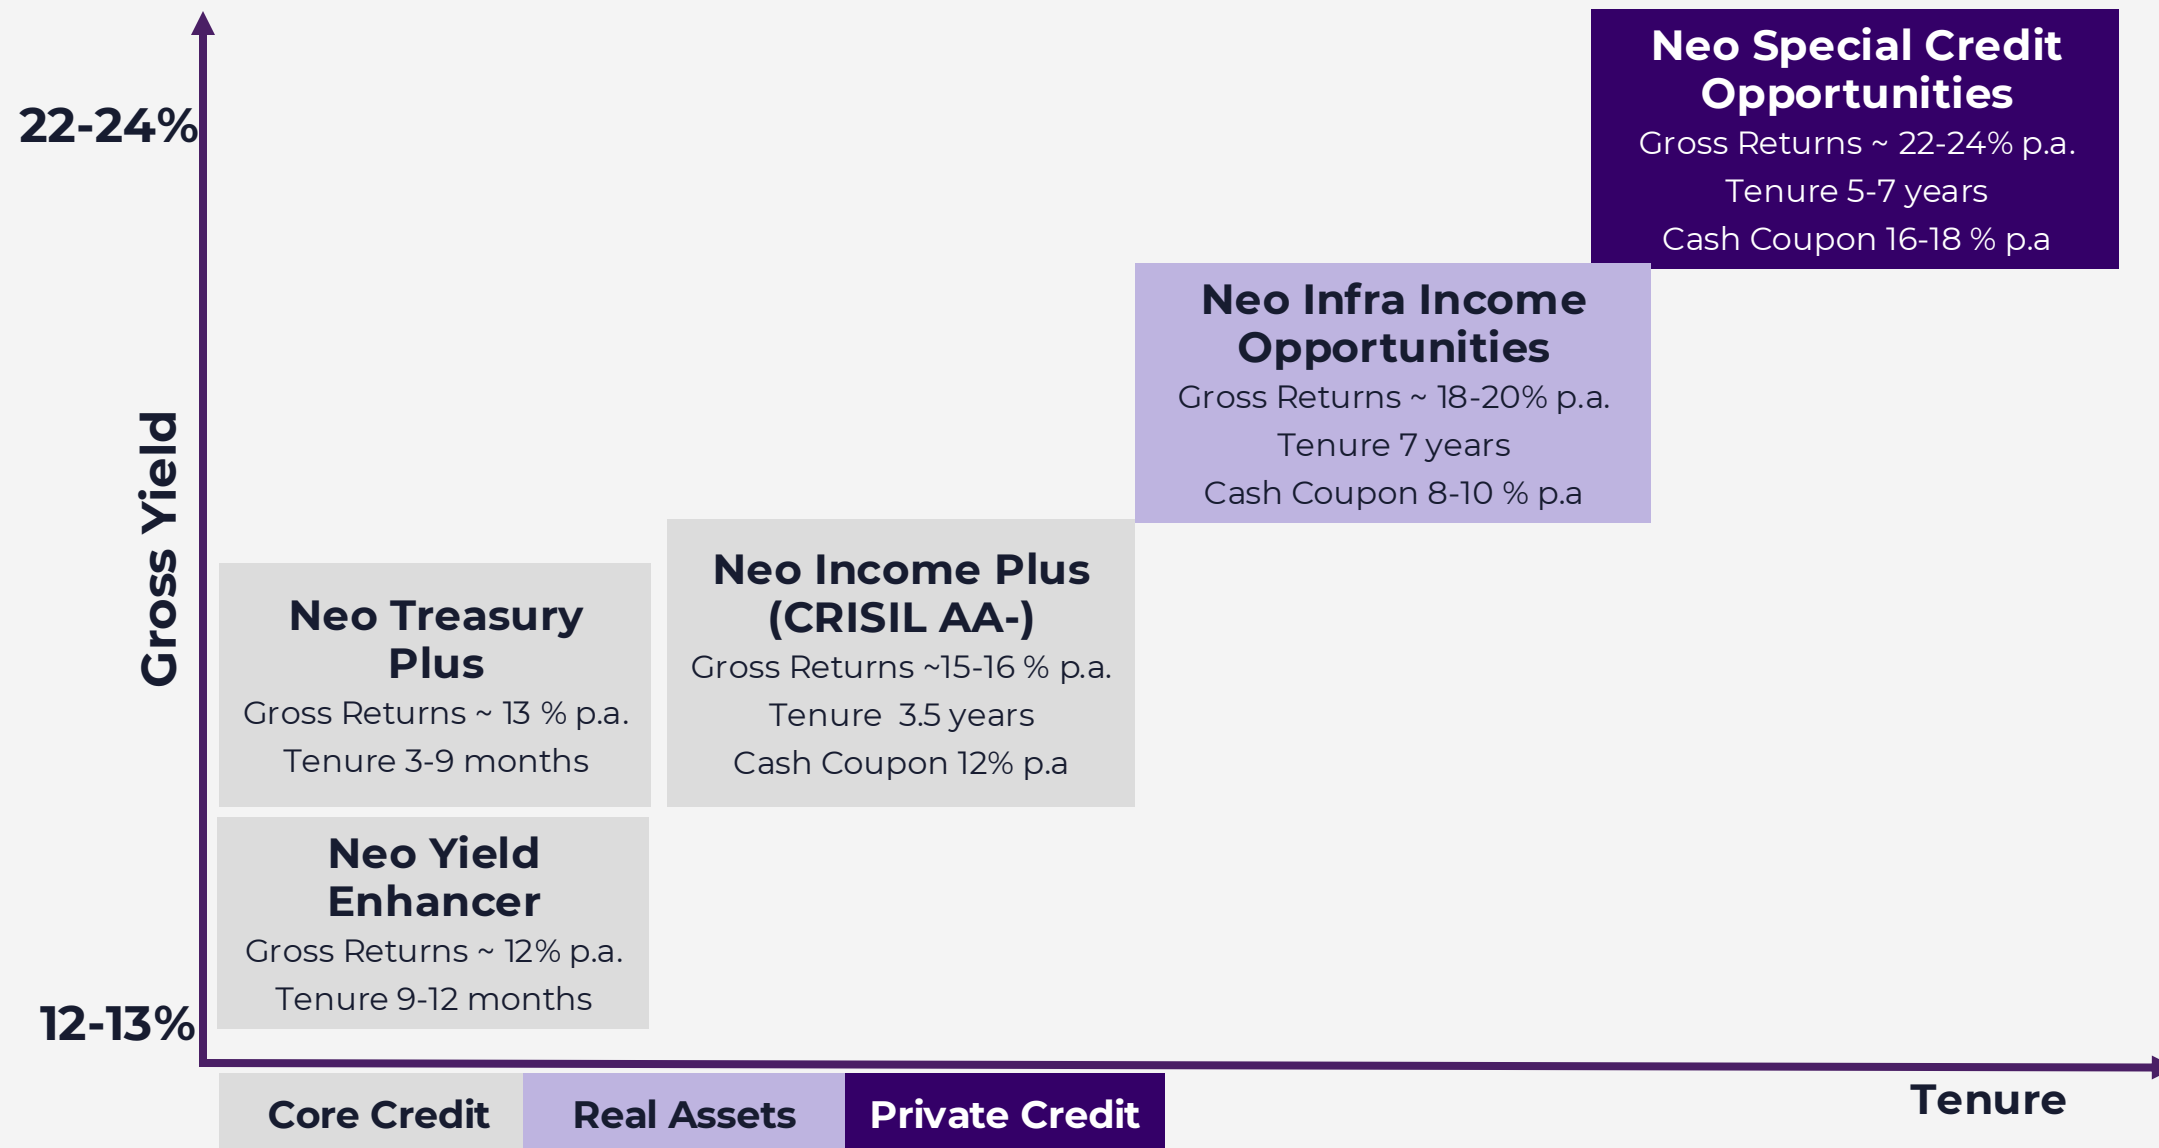 22-24%
Gross Yield
12-13%
Neo Special Credit
Opportunities
Gross Returns ~ 22-24% p.a.
Tenure 5-7 years
Cash Coupon 16-18 % p.a
Neo Infra Income
Opportunities
Gross Returns ~ 18-20% p.a.
Tenure 7 years
Cash Coupon 8-10 % p.a
Neo Income Plus
(CRISIL AA-)
Gross Returns ~15-16 % p.a.
Tenure  3.5 years
Cash Coupon 12% p.a
Neo Treasury
Plus
Gross Returns ~ 13 % p.a.
Tenure 3-9 months
Neo Yield
Enhancer
Gross Returns ~ 12% p.a.
Tenure 9-12 months
Tenure
Core Credit
Real Assets
Private Credit